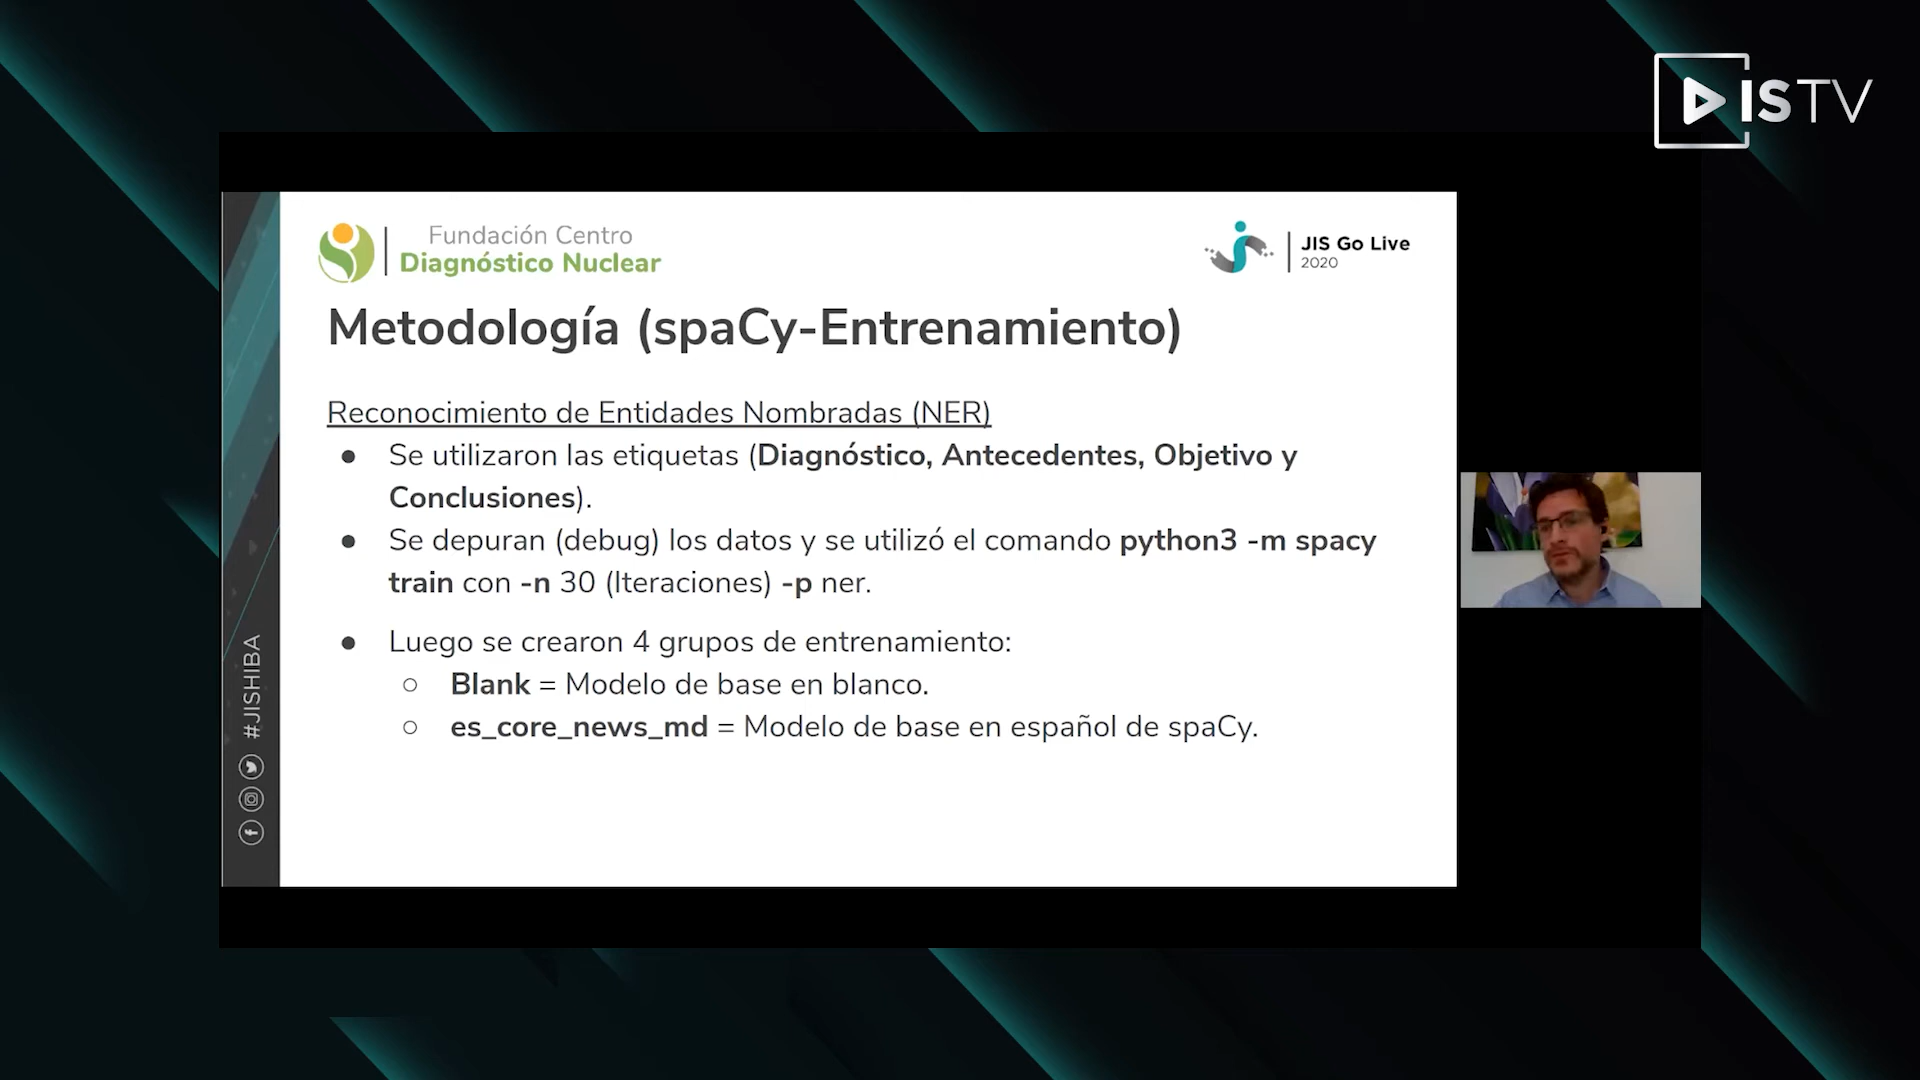 ISTV
Fundación Centro
Diagnóstico Nuclear
JIS Go Live
2020
Metodología (spaCy-Entrenamiento)
Reconocimiento de Entidades Nombradas (NER)
● Se utilizaron las etiquetas (Diagnóstico, Antecedentes, Objetivo y
Conclusiones).
● Se depuran (debug) los datos y se utilizó el comando python3 -m spacy
train con -n 30 (Iteraciones) -p ner.
● Luego se crearon 4 grupos de entrenamiento:
○ Blank = Modelo de base en blanco.
○ es_core_news_md = Modelo de base en español de spaCy.
#JISHIBA